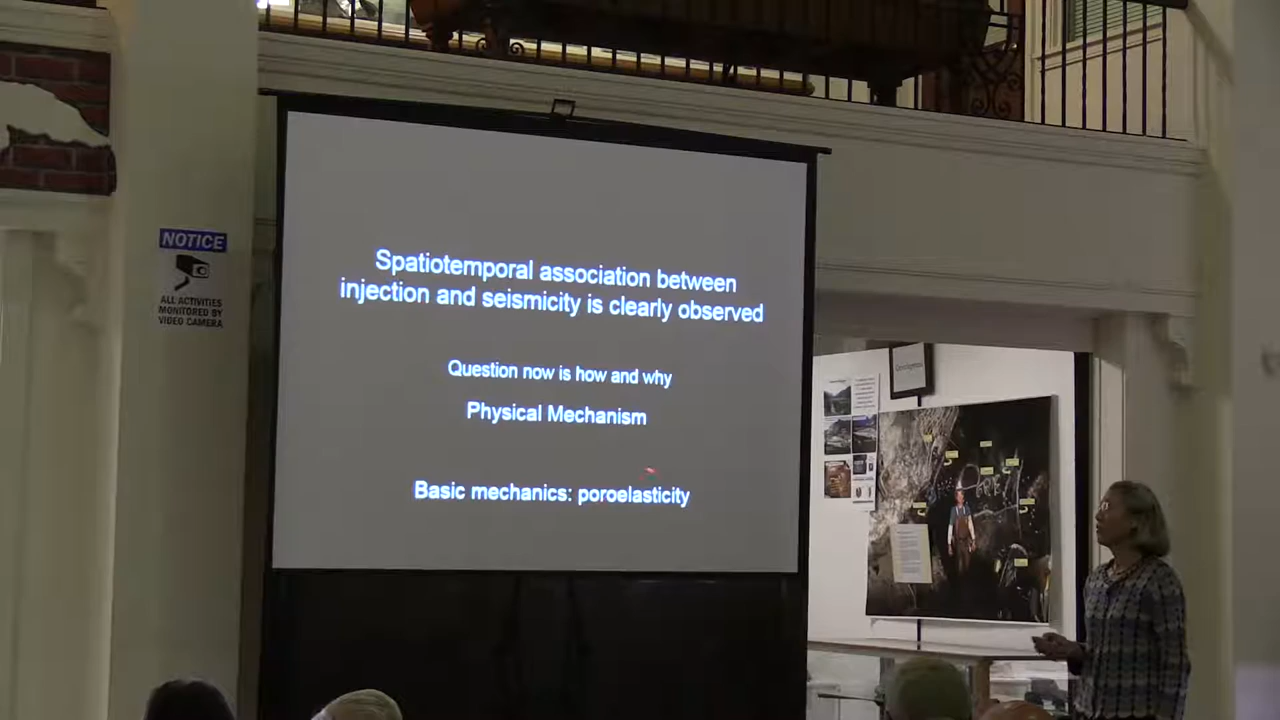 NOTICE
ALL ACTIVITIES
MONITORED BY
VIDEO CAMERA
Spatiotemporal association between
injection and seismicity is clearly observed
Question now is how and why
Physical Mechanism
Basic mechanics: poroelasticity